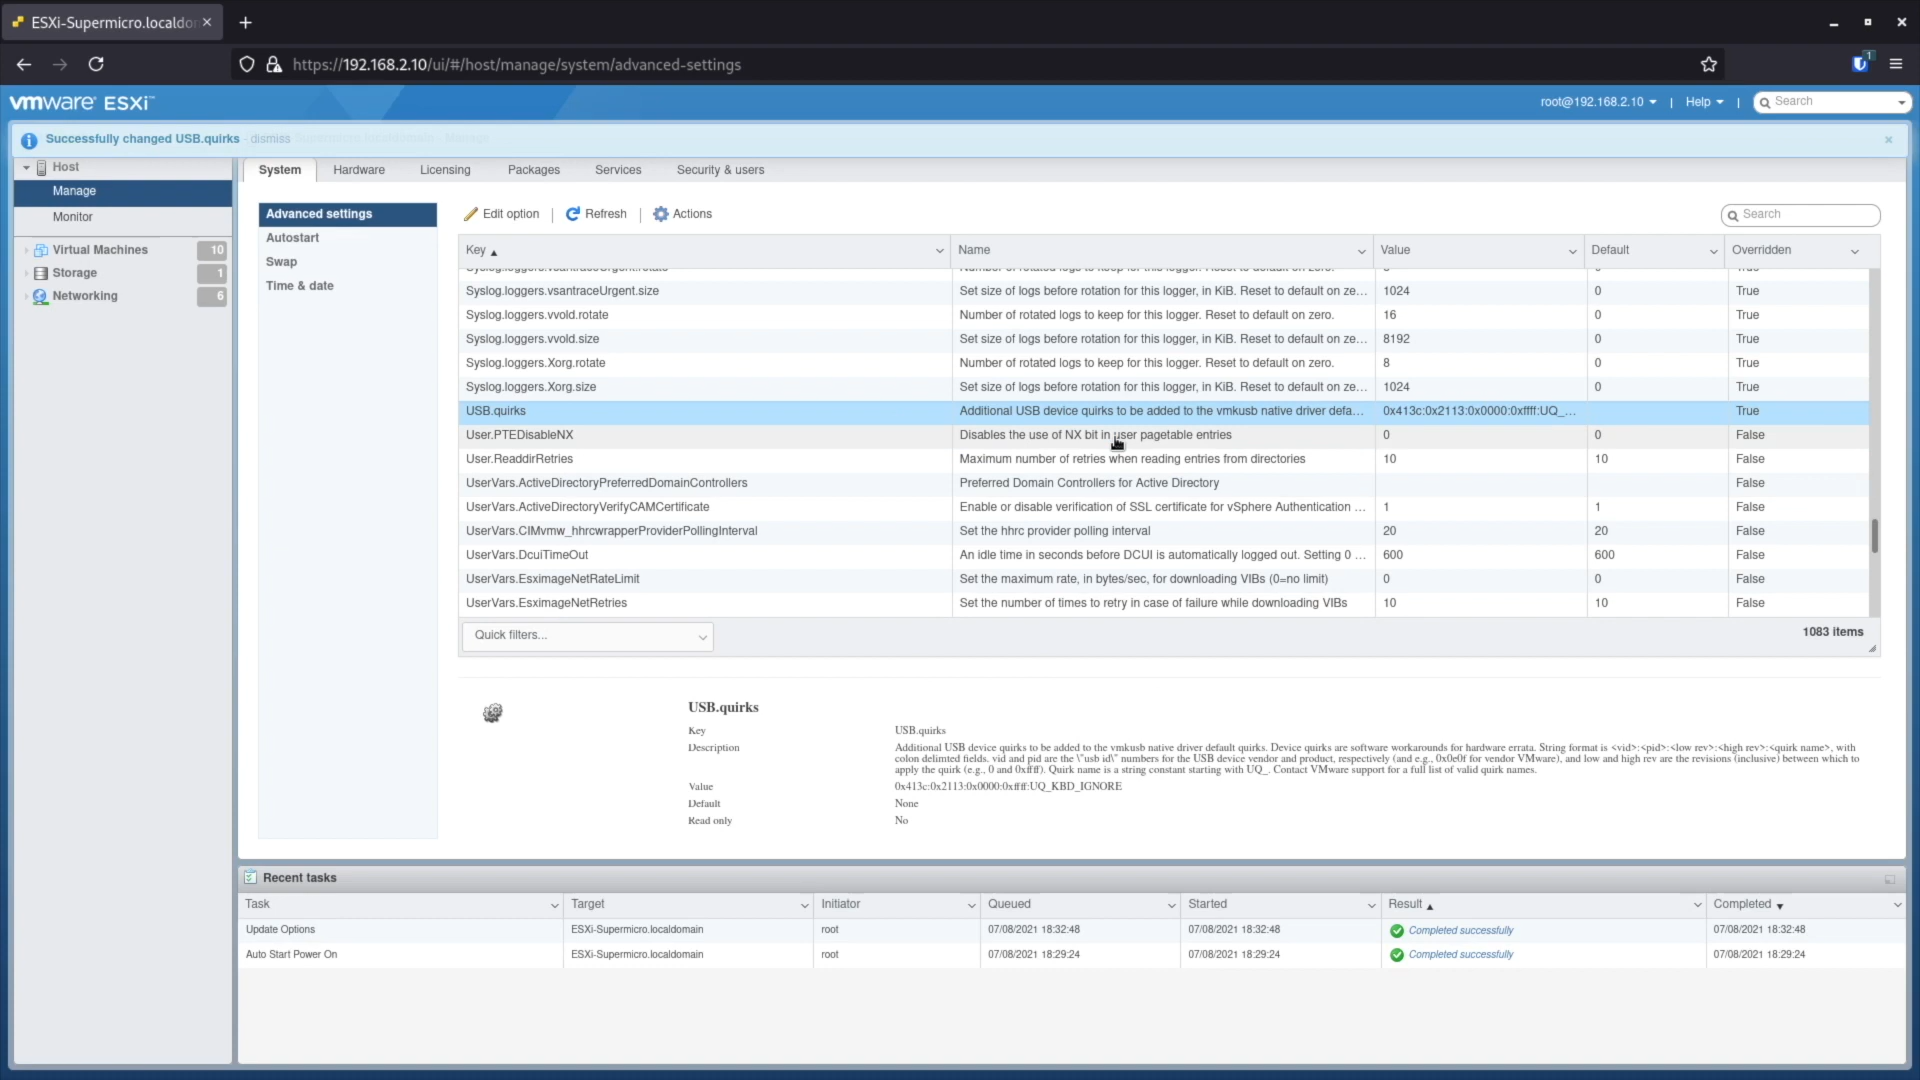 ESXi-Supermicro.localdo
https://192.168.2.10/ui/#/host/manage/system/advanced-settings
1
vmware ESXi
root@192.168.2.10 | Help | Search
Successfully changed USB.quirks - dismiss
Host
Manage
Monitor
Virtual Machines 10
Storage 1
Networking 6
System Hardware Licensing Packages Services Security & users
Advanced settings
Autostart
Swap
Time & date
Edit option | Refresh | Actions Search
Key Name Value Default Overridden
Syslog.loggers.vsantraceUrgent.rotate Number of rotated logs to keep for this logger. Reset to default on zero. 0 True
Syslog.loggers.vsantraceUrgent.size Set size of logs before rotation for this logger, in KiB. Reset to default on ze... 1024 0 True
Syslog.loggers.vvold.rotate Number of rotated logs to keep for this logger. Reset to default on zero. 16 0 True
Syslog.loggers.vvold.size Set size of logs before rotation for this logger, in KiB. Reset to default on ze... 8192 0 True
Syslog.loggers.Xorg.rotate Number of rotated logs to keep for this logger. Reset to default on zero. 8 0 True
Syslog.loggers.Xorg.size Set size of logs before rotation for this logger, in KiB. Reset to default on ze... 1024 0 True
USB.quirks Additional USB device quirks to be added to the vmkusb native driver defa... 0x413c:0x2113:0x0000:0xffff:UQ_... True
User.PTEDisableNX Disables the use of NX bit in user pagetable entries 0 0 False
User.ReaddirRetries Maximum number of retries when reading entries from directories 10 10 False
UserVars.ActiveDirectoryPreferredDomainControllers Preferred Domain Controllers for Active Directory False
UserVars.ActiveDirectoryVerifyCAMCertificate Enable or disable verification of SSL certificate for vSphere Authentication ... 1 1 False
UserVars.CIMvmw_hhrcwrapperProviderPollingInterval Set the hhrc provider polling interval 20 20 False
UserVars.DcuiTimeOut An idle time in seconds before DCUI is automatically logged out. Setting 0 ... 600 600 False
UserVars.EsximageNetRateLimit Set the maximum rate, in bytes/sec, for downloading VIBs (0=no limit) 0 0 False
UserVars.EsximageNetRetries Set the number of times to retry in case of failure while downloading VIBs 10 10 False
Quick filters... 1083 items
USB.quirks
Key USB.quirks
Description Additional USB device quirks to be added to the vmkusb native driver default quirks. Device quirks are software workarounds for hardware errata. String format is <vid>:<pid>:<low rev>:<high rev>:<quirk name>, with
colon delimted fields. vid and pid are the \"usb id\" numbers for the USB device vendor and product, respectively (and e.g., 0x0e0f for vendor VMware), and low and high rev are the revisions (inclusive) between which to
apply the quirk (e.g., 0 and 0xffff). Quirk name is a string constant starting with UQ_. Contact VMware support for a full list of valid quirk names.
Value 0x413c:0x2113:0x0000:0xffff:UQ_KBD_IGNORE
Default None
Read only No
Recent tasks
Task Target Initiator Queued Started Result Completed
Update Options ESXi-Supermicro.localdomain root 07/08/2021 18:32:48 07/08/2021 18:32:48 Completed successfully 07/08/2021 18:32:48
Auto Start Power On ESXi-Supermicro.localdomain root 07/08/2021 18:29:24 07/08/2021 18:29:24 Completed successfully 07/08/2021 18:29:24